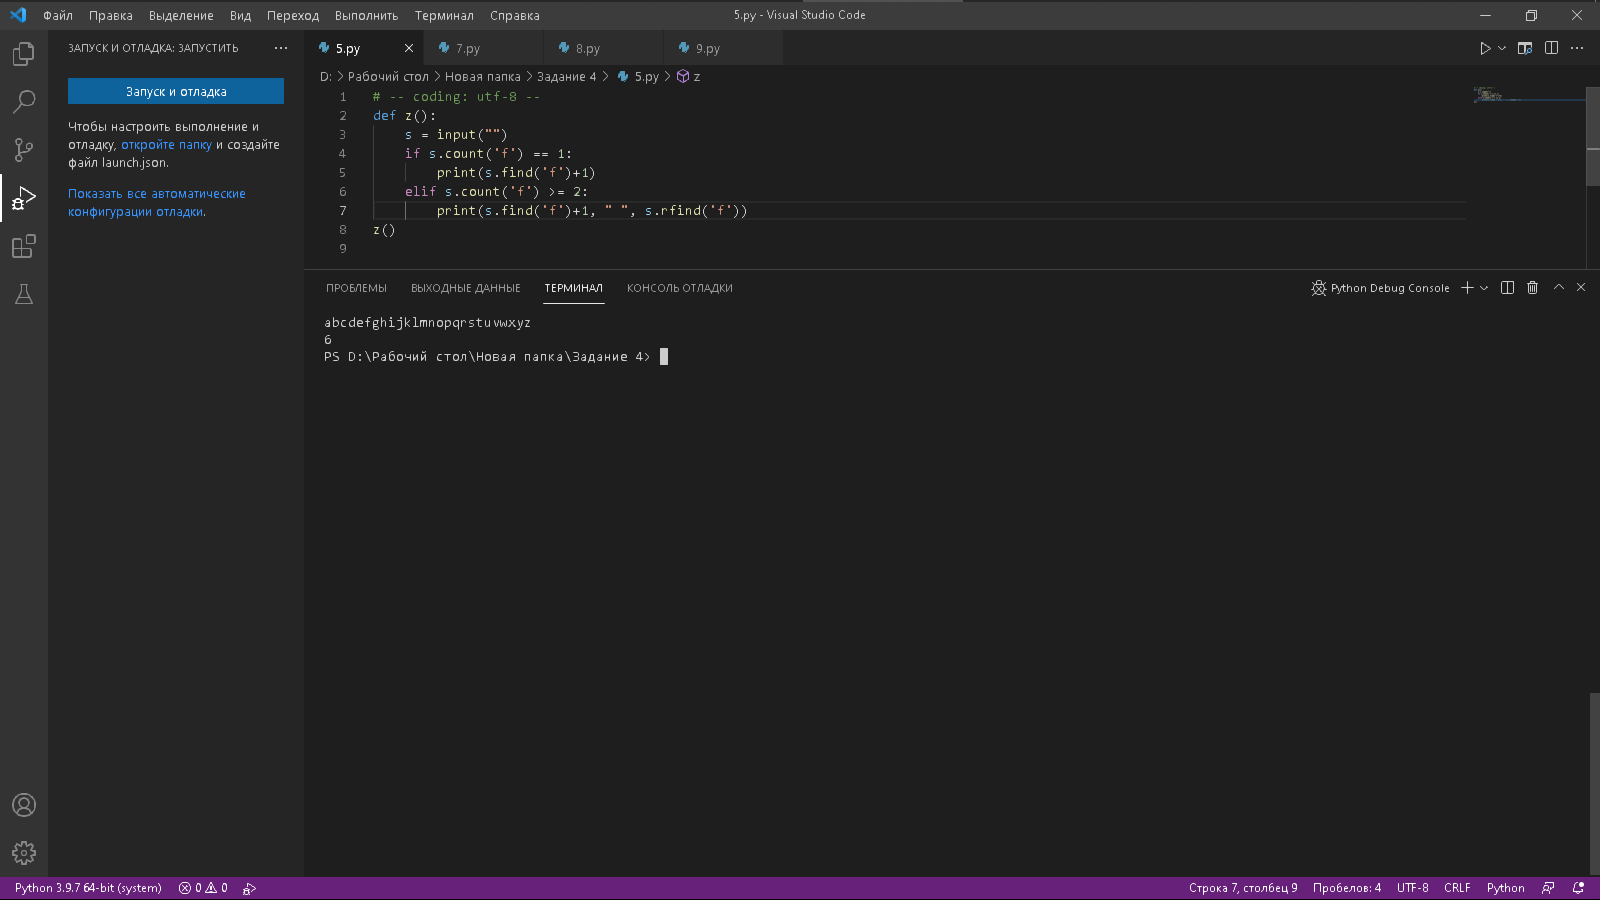 Файл Правка Выделение Вид Переход Выполнить Терминал Справка 5.py - Visual Studio Code
ЗАПУСК И ОТЛАДКА: ЗАПУСТИТЬ ···
Запуск и отладка
Чтобы настроить выполнение и
отладку, откройте папку и создайте
файл launch.json.
Показать все автоматические
конфигурации отладки.
5.py 7.py 8.py 9.py
D: > Рабочий стол > Новая папка > Задание 4 > 5.py > z
1 # -- coding: utf-8 --
2 def z():
3 s = input("")
4 if s.count('f') == 1:
5 print(s.find('f')+1)
6 elif s.count('f') >= 2:
7 print(s.find('f')+1, " ", s.rfind('f'))
8 z()
9
ПРОБЛЕМЫ ВЫХОДНЫЕ ДАННЫЕ ТЕРМИНАЛ КОНСОЛЬ ОТЛАДКИ Python Debug Console
abcdefghijklmnopqrstuvwxyz
6
PS D:\Рабочий стол\Новая папка\Задание 4>
Python 3.9.7 64-bit (system) 0 0 Строка 7, столбец 9 Пробелов: 4 UTF-8 CRLF Python